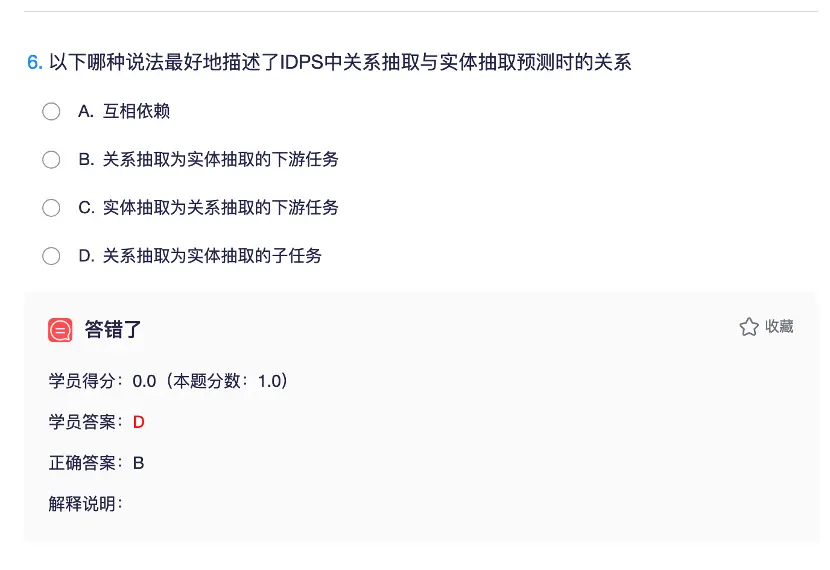 6. 以下哪种说法最好地描述了IDPS中关系抽取与实体抽取预测时的关系
A. 互相依赖
B. 关系抽取为实体抽取的下游任务
C. 实体抽取为关系抽取的下游任务
D. 关系抽取为实体抽取的子任务
答错了
收藏
学员得分：0.0（本题分数：1.0）
学员答案：D
正确答案：B
解释说明：